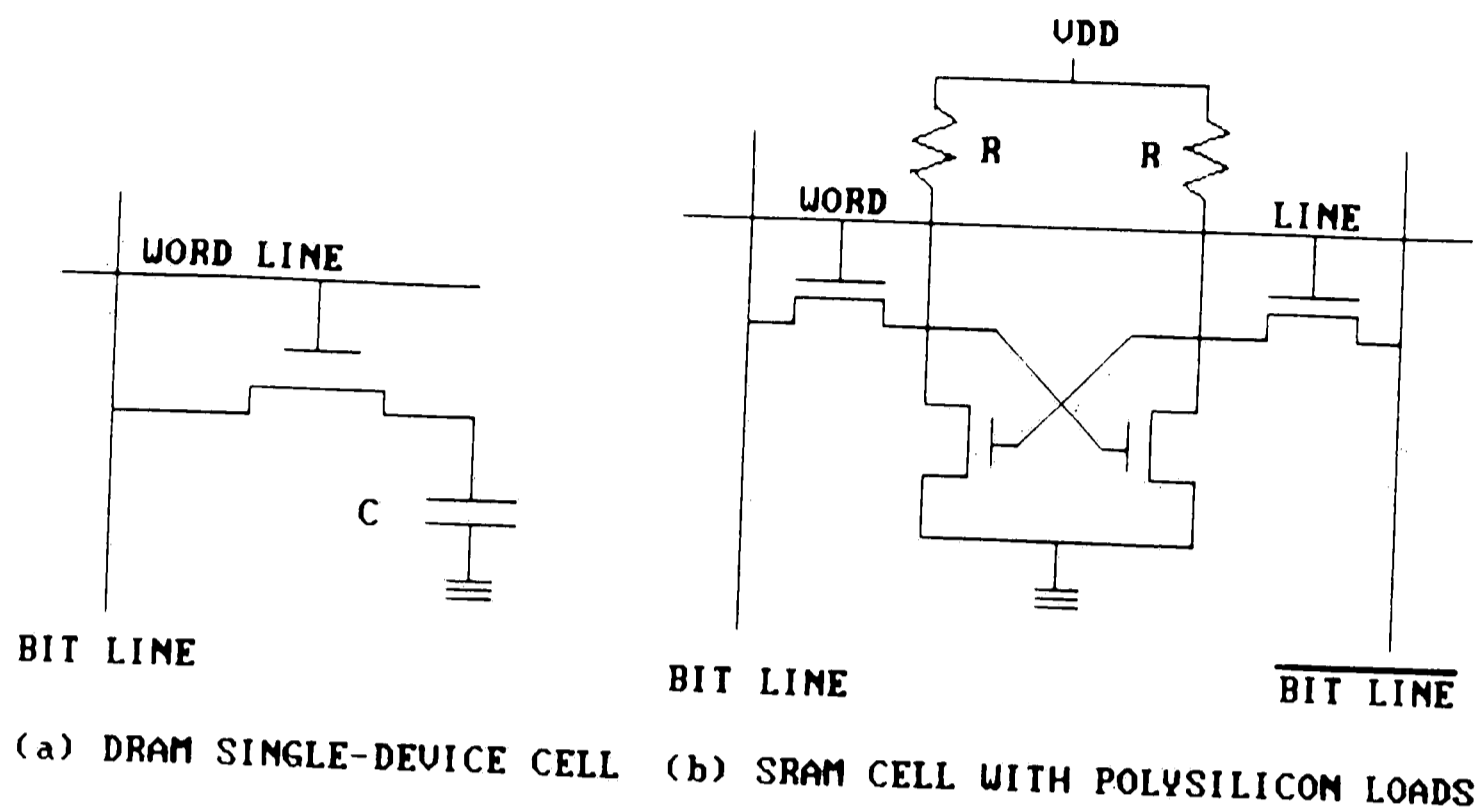 VDD
R
R
WORD
LINE
WORD LINE
C
BIT LINE
BIT LINE
BIT LINE
(a) DRAM SINGLE-DEVICE CELL
(b) SRAM CELL WITH POLYSILICON LOADS